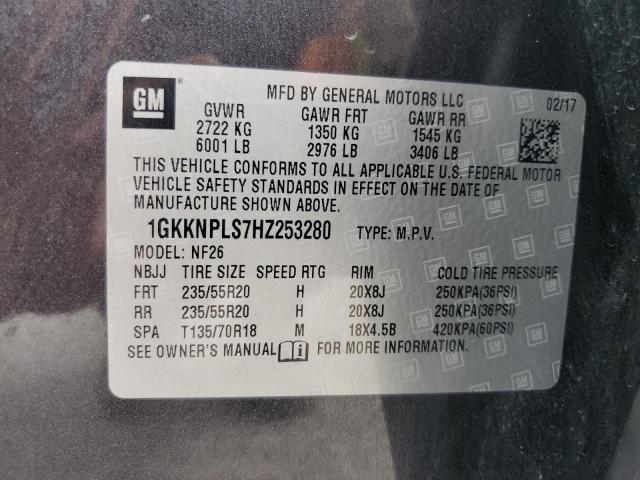 GM
MFD BY GENERAL MOTORS LLC 02/17
GVWR GAWR FRT GAWR RR
2722 KG 1350 KG 1545 KG
6001 LB 2976 LB 3406 LB
THIS VEHICLE CONFORMS TO ALL APPLICABLE U.S. FEDERAL MOTOR
VEHICLE SAFETY STANDARDS IN EFFECT ON THE DATE OF
MANUFACTURE SHOWN ABOVE.
1GKKNPLS7HZ253280 TYPE: M.P.V.
MODEL: NF26
NBJJ TIRE SIZE SPEED RTG RIM COLD TIRE PRESSURE
FRT 235/55R20 H 20X8J 250KPA(36PSI)
RR 235/55R20 H 20X8J 250KPA(36PSI)
SPA T135/70R18 M 18X4.5B 420KPA(60PSI)
SEE OWNER'S MANUAL i FOR MORE INFORMATION.